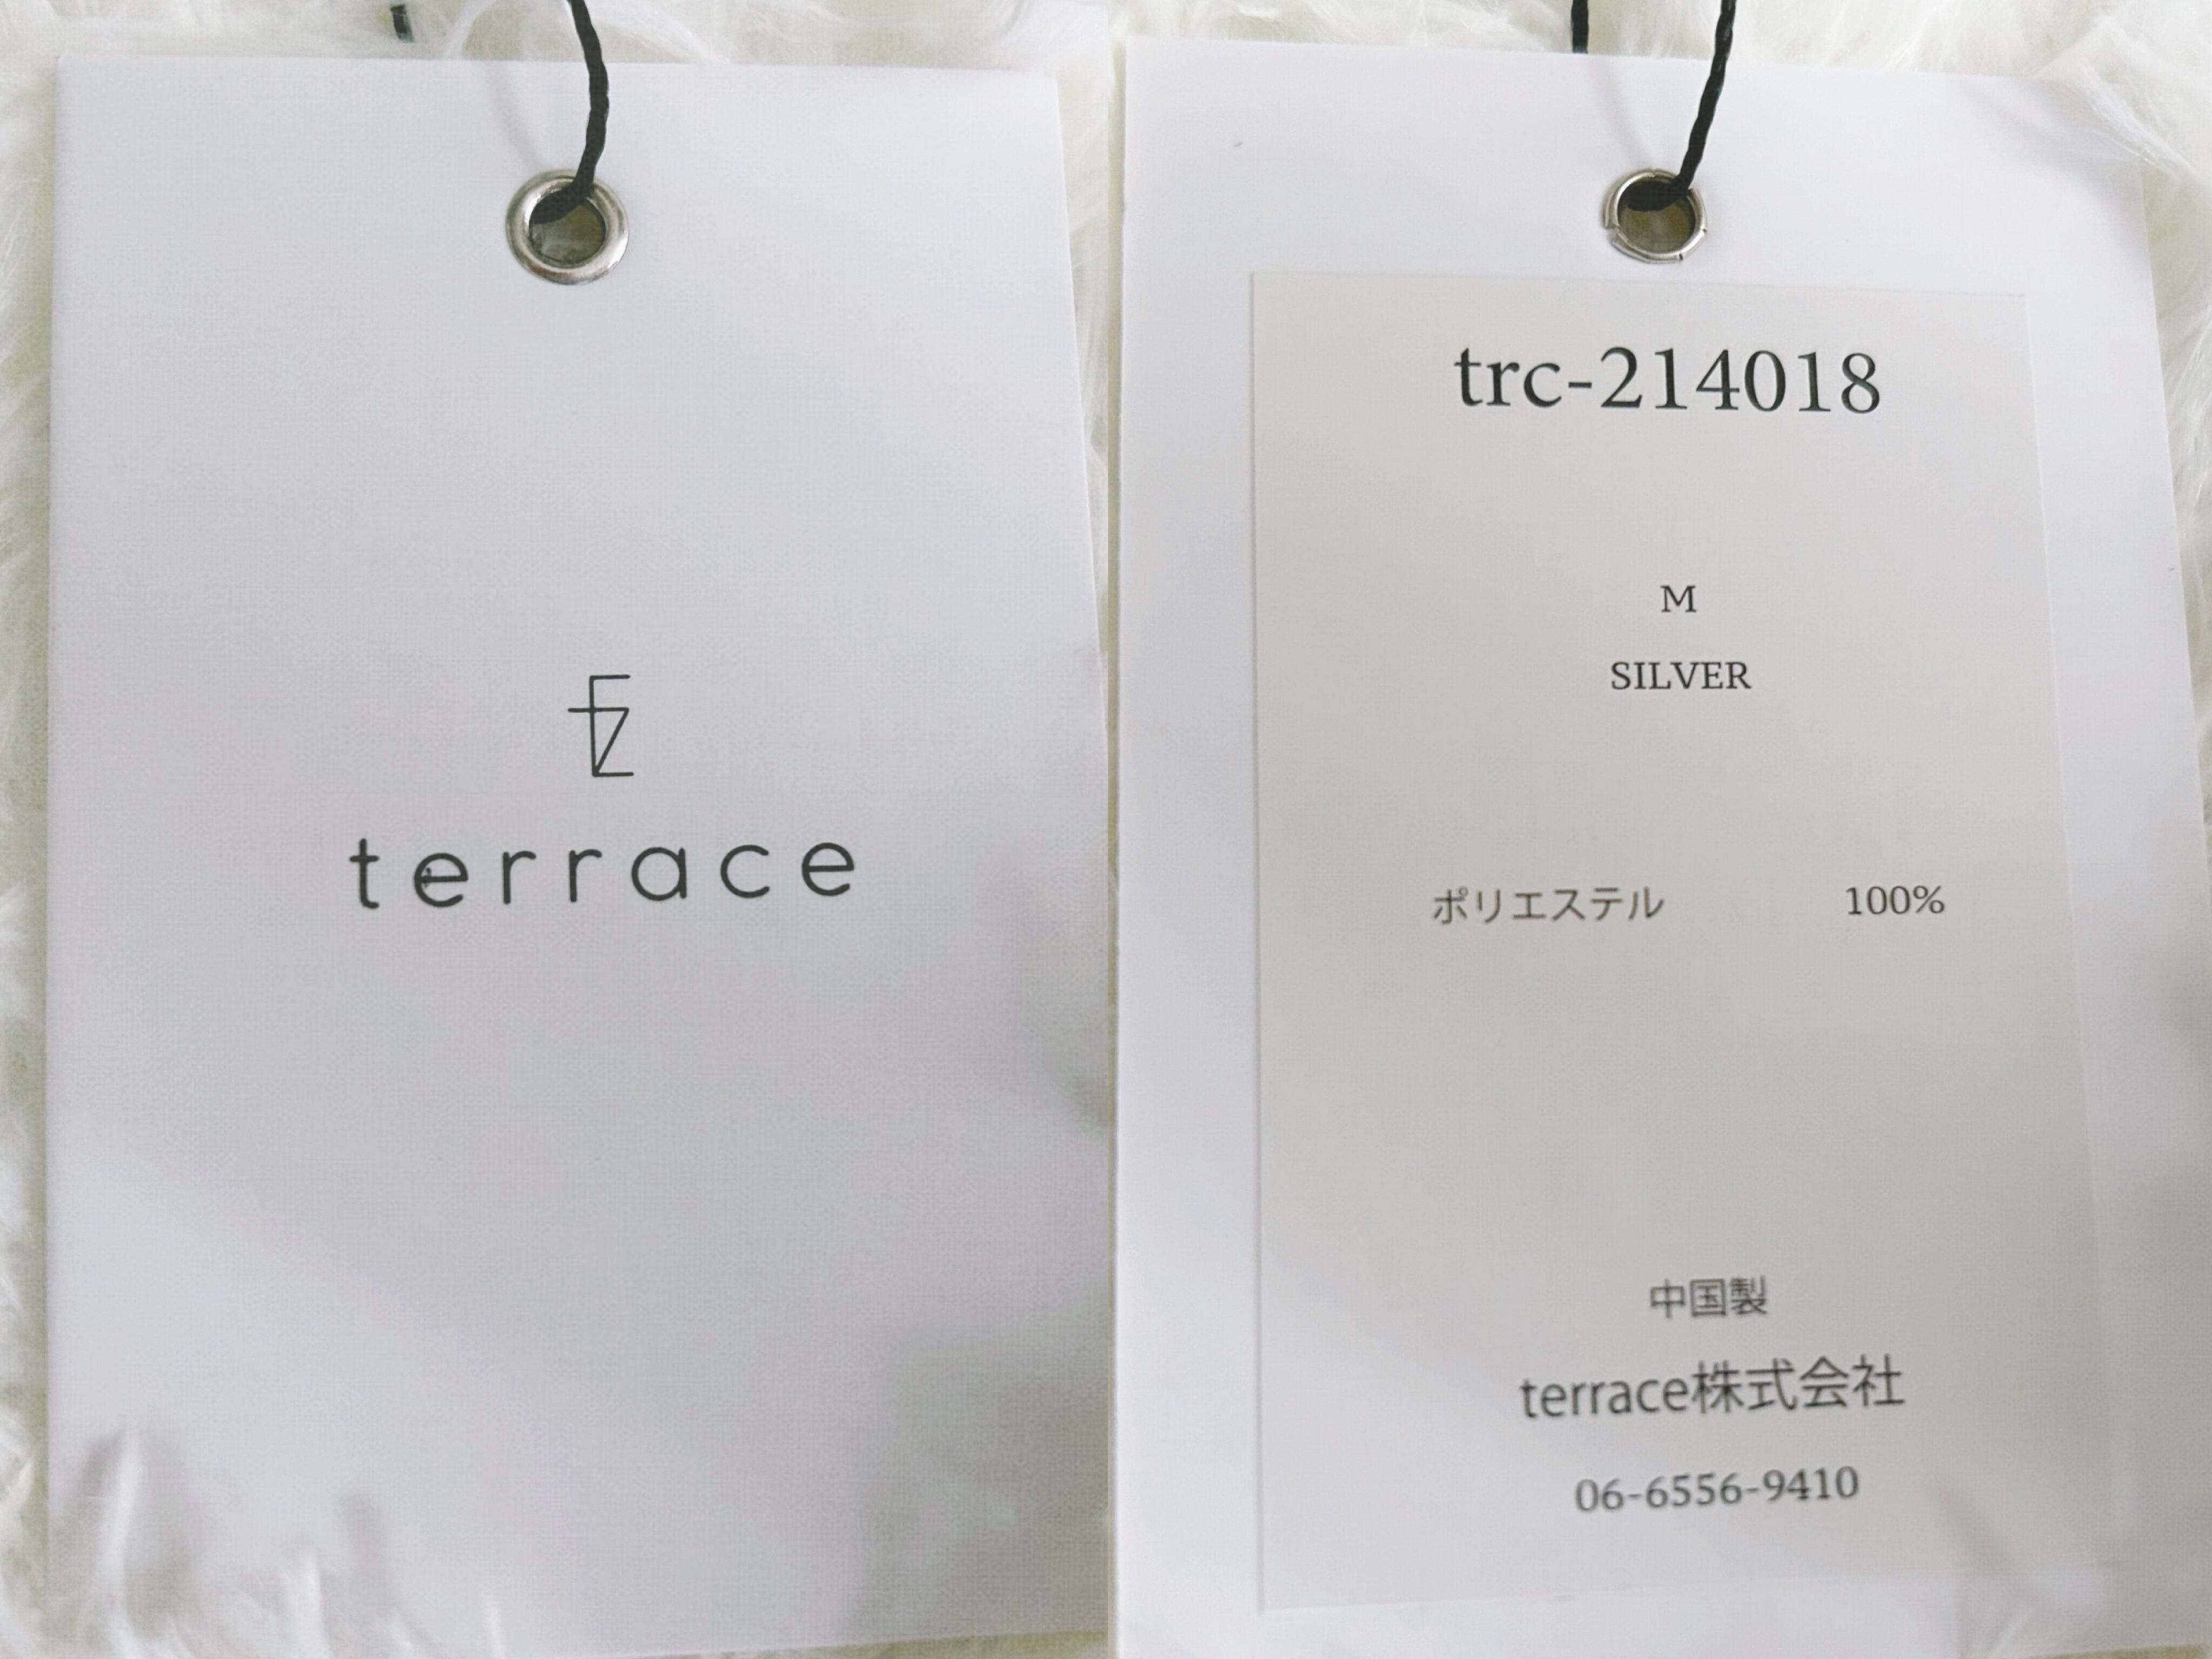 terrace
trc-214018
M
SILVER
ポリエステル 100%
中国製
terrace株式会社
06-6556-9410